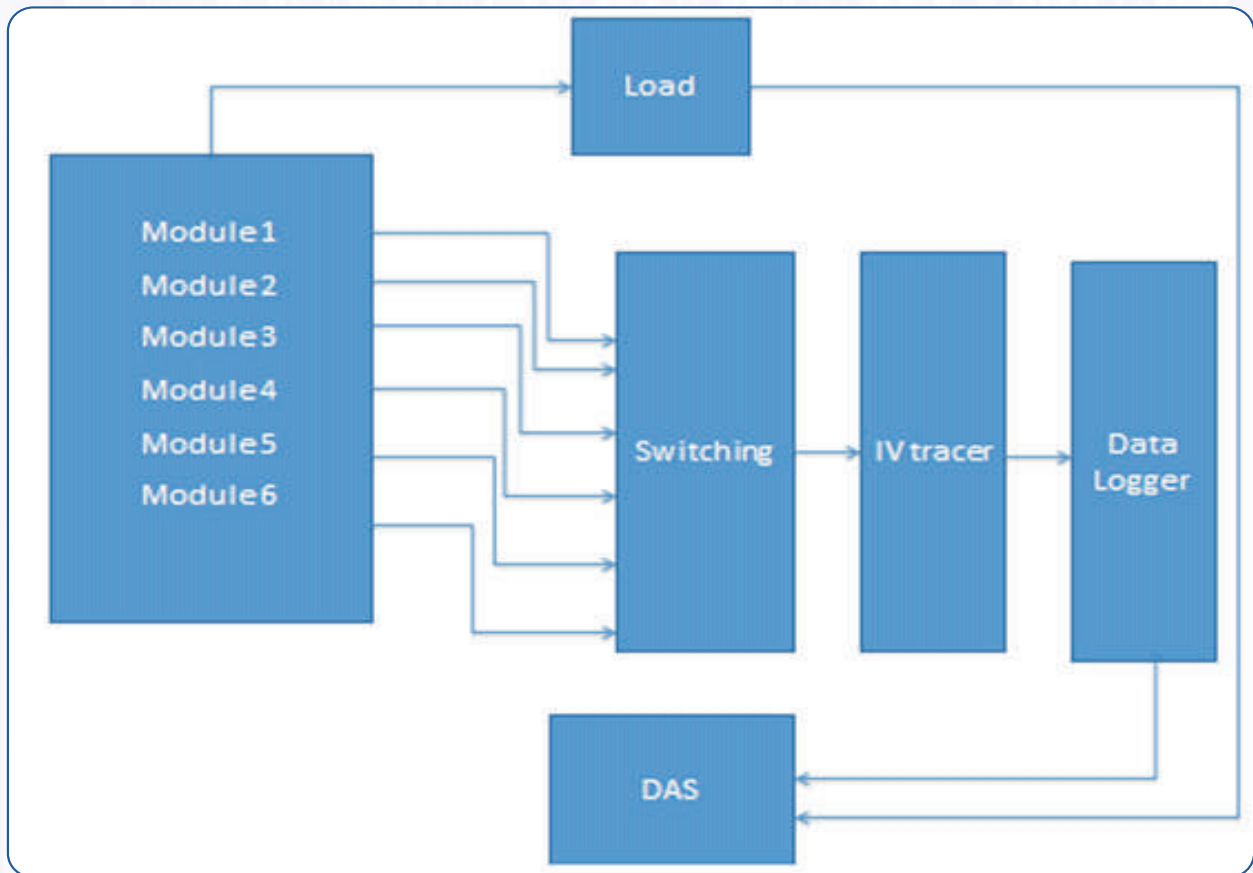 Load
Module1
Module2
Module3
Module4
Module5
Module6
Switching
IV tracer
Data
Logger
DAS